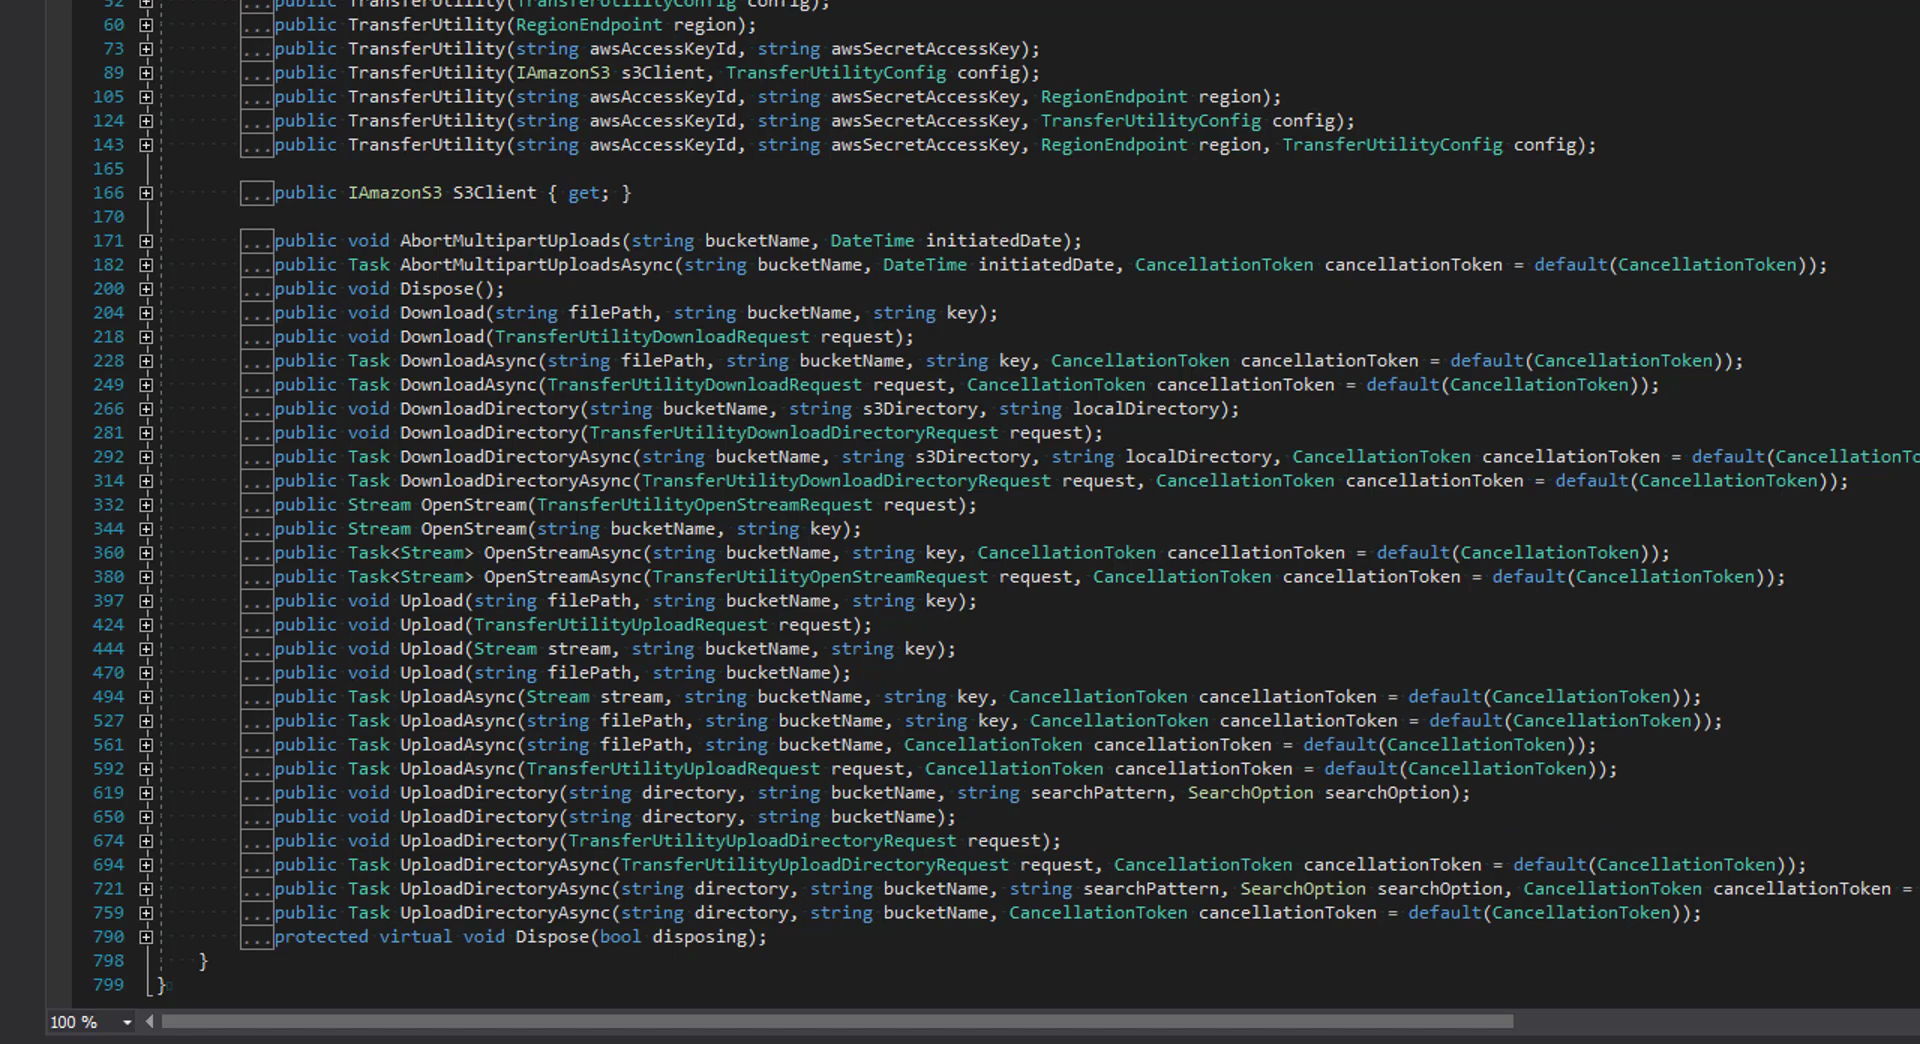 52 ...public TransferUtility(TransferUtilityConfig config);
60 ...public TransferUtility(RegionEndpoint region);
73 ...public TransferUtility(string awsAccessKeyId, string awsSecretAccessKey);
89 ...public TransferUtility(IAmazonS3 s3Client, TransferUtilityConfig config);
105 ...public TransferUtility(string awsAccessKeyId, string awsSecretAccessKey, RegionEndpoint region);
124 ...public TransferUtility(string awsAccessKeyId, string awsSecretAccessKey, TransferUtilityConfig config);
143 ...public TransferUtility(string awsAccessKeyId, string awsSecretAccessKey, RegionEndpoint region, TransferUtilityConfig config);
165
166 ...public IAmazonS3 S3Client { get; }
170
171 ...public void AbortMultipartUploads(string bucketName, DateTime initiatedDate);
182 ...public Task AbortMultipartUploadsAsync(string bucketName, DateTime initiatedDate, CancellationToken cancellationToken = default(CancellationToken));
200 ...public void Dispose();
204 ...public void Download(string filePath, string bucketName, string key);
218 ...public void Download(TransferUtilityDownloadRequest request);
228 ...public Task DownloadAsync(string filePath, string bucketName, string key, CancellationToken cancellationToken = default(CancellationToken));
249 ...public Task DownloadAsync(TransferUtilityDownloadRequest request, CancellationToken cancellationToken = default(CancellationToken));
266 ...public void DownloadDirectory(string bucketName, string s3Directory, string localDirectory);
281 ...public void DownloadDirectory(TransferUtilityDownloadDirectoryRequest request);
292 ...public Task DownloadDirectoryAsync(string bucketName, string s3Directory, string localDirectory, CancellationToken cancellationToken = default(CancellationTo
314 ...public Task DownloadDirectoryAsync(TransferUtilityDownloadDirectoryRequest request, CancellationToken cancellationToken = default(CancellationToken));
332 ...public Stream OpenStream(TransferUtilityOpenStreamRequest request);
344 ...public Stream OpenStream(string bucketName, string key);
360 ...public Task<Stream> OpenStreamAsync(string bucketName, string key, CancellationToken cancellationToken = default(CancellationToken));
380 ...public Task<Stream> OpenStreamAsync(TransferUtilityOpenStreamRequest request, CancellationToken cancellationToken = default(CancellationToken));
397 ...public void Upload(string filePath, string bucketName, string key);
424 ...public void Upload(TransferUtilityUploadRequest request);
444 ...public void Upload(Stream stream, string bucketName, string key);
470 ...public void Upload(string filePath, string bucketName);
494 ...public Task UploadAsync(Stream stream, string bucketName, string key, CancellationToken cancellationToken = default(CancellationToken));
527 ...public Task UploadAsync(string filePath, string bucketName, string key, CancellationToken cancellationToken = default(CancellationToken));
561 ...public Task UploadAsync(string filePath, string bucketName, CancellationToken cancellationToken = default(CancellationToken));
592 ...public Task UploadAsync(TransferUtilityUploadRequest request, CancellationToken cancellationToken = default(CancellationToken));
619 ...public void UploadDirectory(string directory, string bucketName, string searchPattern, SearchOption searchOption);
650 ...public void UploadDirectory(string directory, string bucketName);
674 ...public void UploadDirectory(TransferUtilityUploadDirectoryRequest request);
694 ...public Task UploadDirectoryAsync(TransferUtilityUploadDirectoryRequest request, CancellationToken cancellationToken = default(CancellationToken));
721 ...public Task UploadDirectoryAsync(string directory, string bucketName, string searchPattern, SearchOption searchOption, CancellationToken cancellationToken =
759 ...public Task UploadDirectoryAsync(string directory, string bucketName, CancellationToken cancellationToken = default(CancellationToken));
790 ...protected virtual void Dispose(bool disposing);
798 }
799 }
100 %